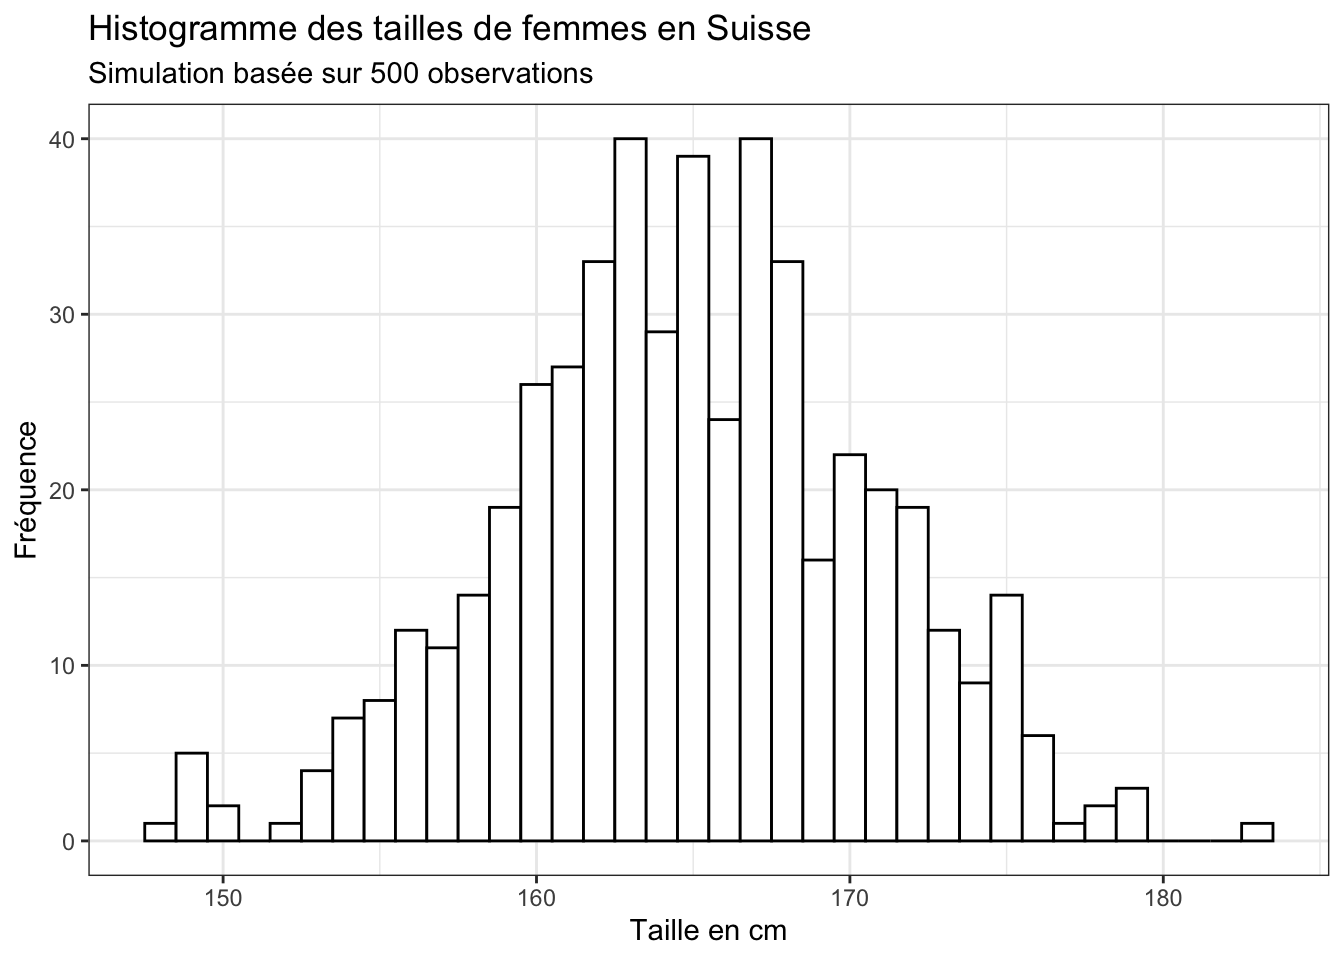 Histogramme des tailles de femmes en Suisse
Simulation basée sur 500 observations
Fréquence
40
30
20
10
0
150 160 170 180
Taille en cm